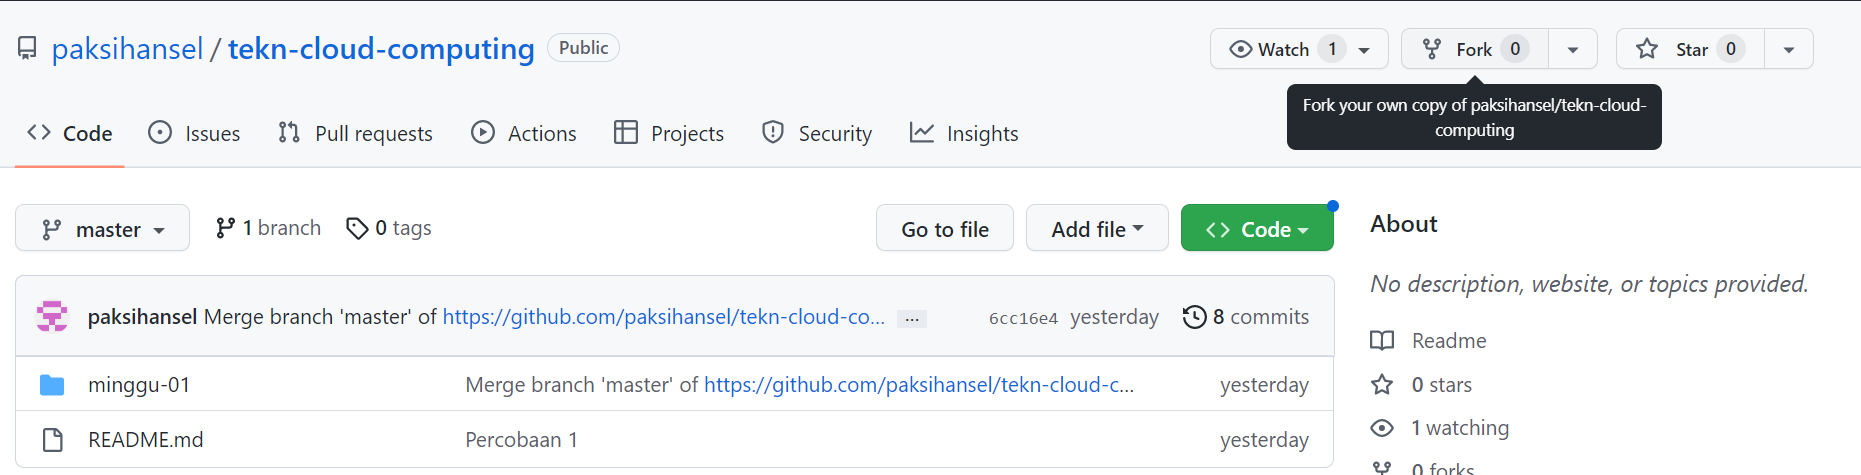 paksihansel / tekn-cloud-computing Public Watch 1 Fork 0 Star 0
Fork your own copy of paksihansel/tekn-cloud-
computing
Code Issues Pull requests Actions Projects Security Insights
master 1 branch 0 tags Go to file Add file Code
paksihansel Merge branch 'master' of https://github.com/paksihansel/tekn-cloud-co... ... 6cc16e4 yesterday 8 commits
minggu-01 Merge branch 'master' of https://github.com/paksihansel/tekn-cloud-c... yesterday
README.md Percobaan 1 yesterday
About
No description, website, or topics provided.
Readme
0 stars
1 watching
0 forks